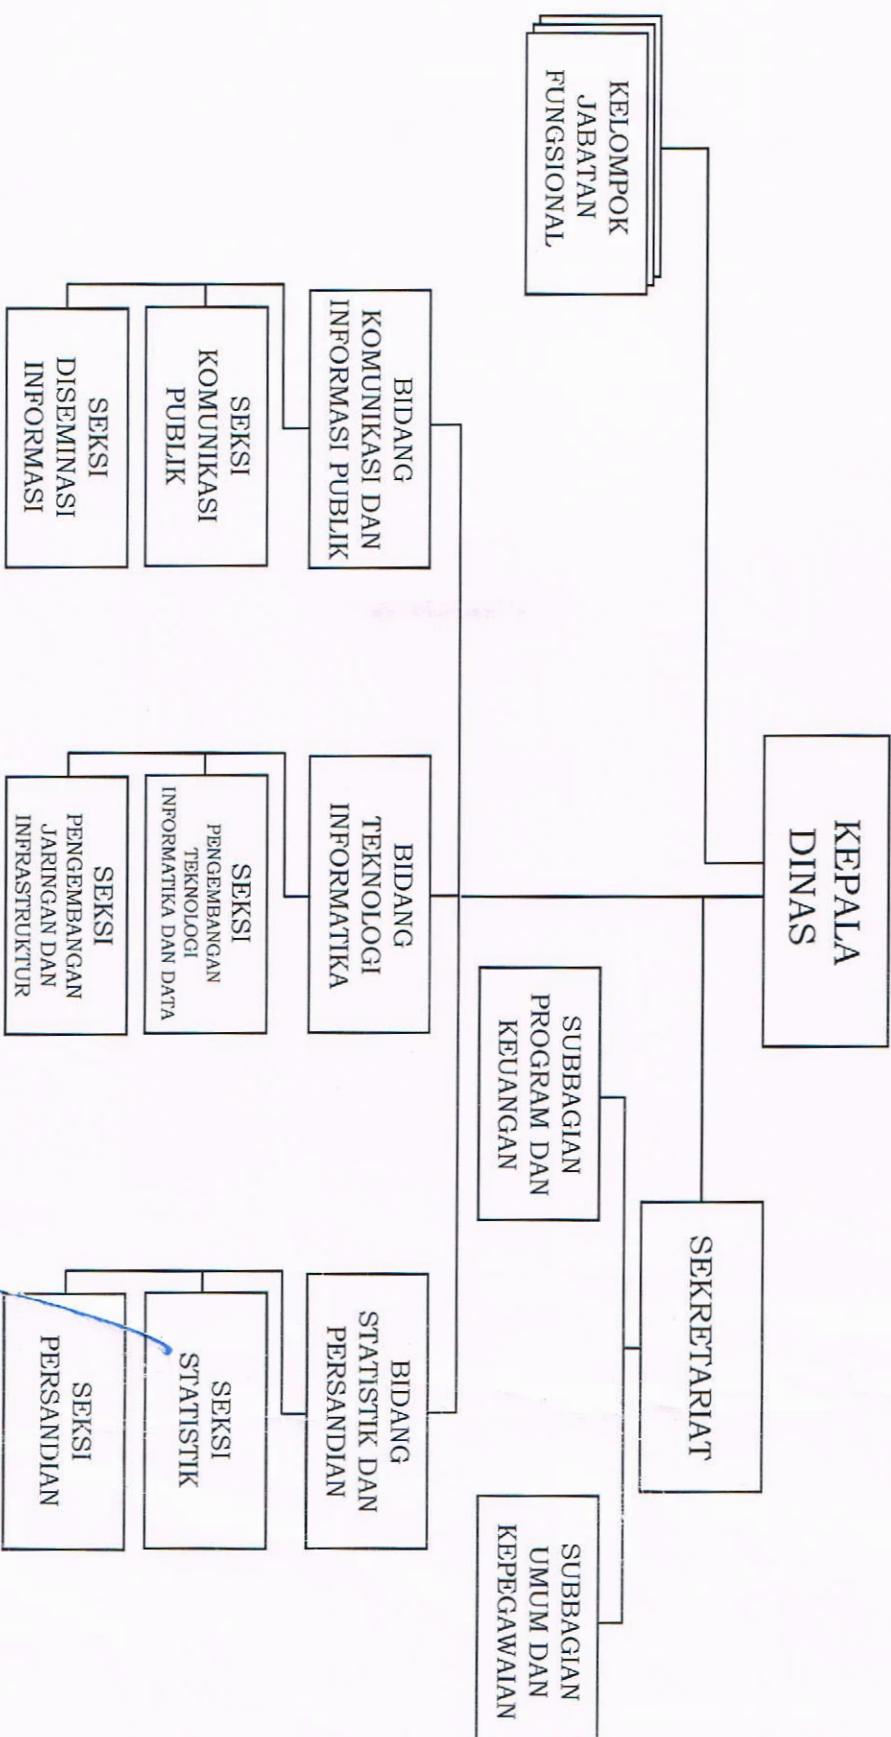 KEPALA
DINAS
KELOMPOK
JABATAN
FUNGSIONAL
SEKRETARIAT
SUBBAGIAN
PROGRAM DAN
KEUANGAN
SUBBAGIAN
UMUM DAN
KEPEGAWAIAN
BIDANG
KOMUNIKASI DAN
INFORMASI PUBLIK
SEKSI
KOMUNIKASI
PUBLIK
SEKSI
DISEMINASI
INFORMASI
BIDANG
TEKNOLOGI
INFORMATIKA
SEKSI
PENGEMBANGAN
TEKNOLOGI
INFORMATIKA DAN DATA
SEKSI
PENGEMBANGAN
JARINGAN DAN
INFRASTRUKTUR
BIDANG
STATISTIK DAN
PERSANDIAN
SEKSI
STATISTIK
SEKSI
PERSANDIAN